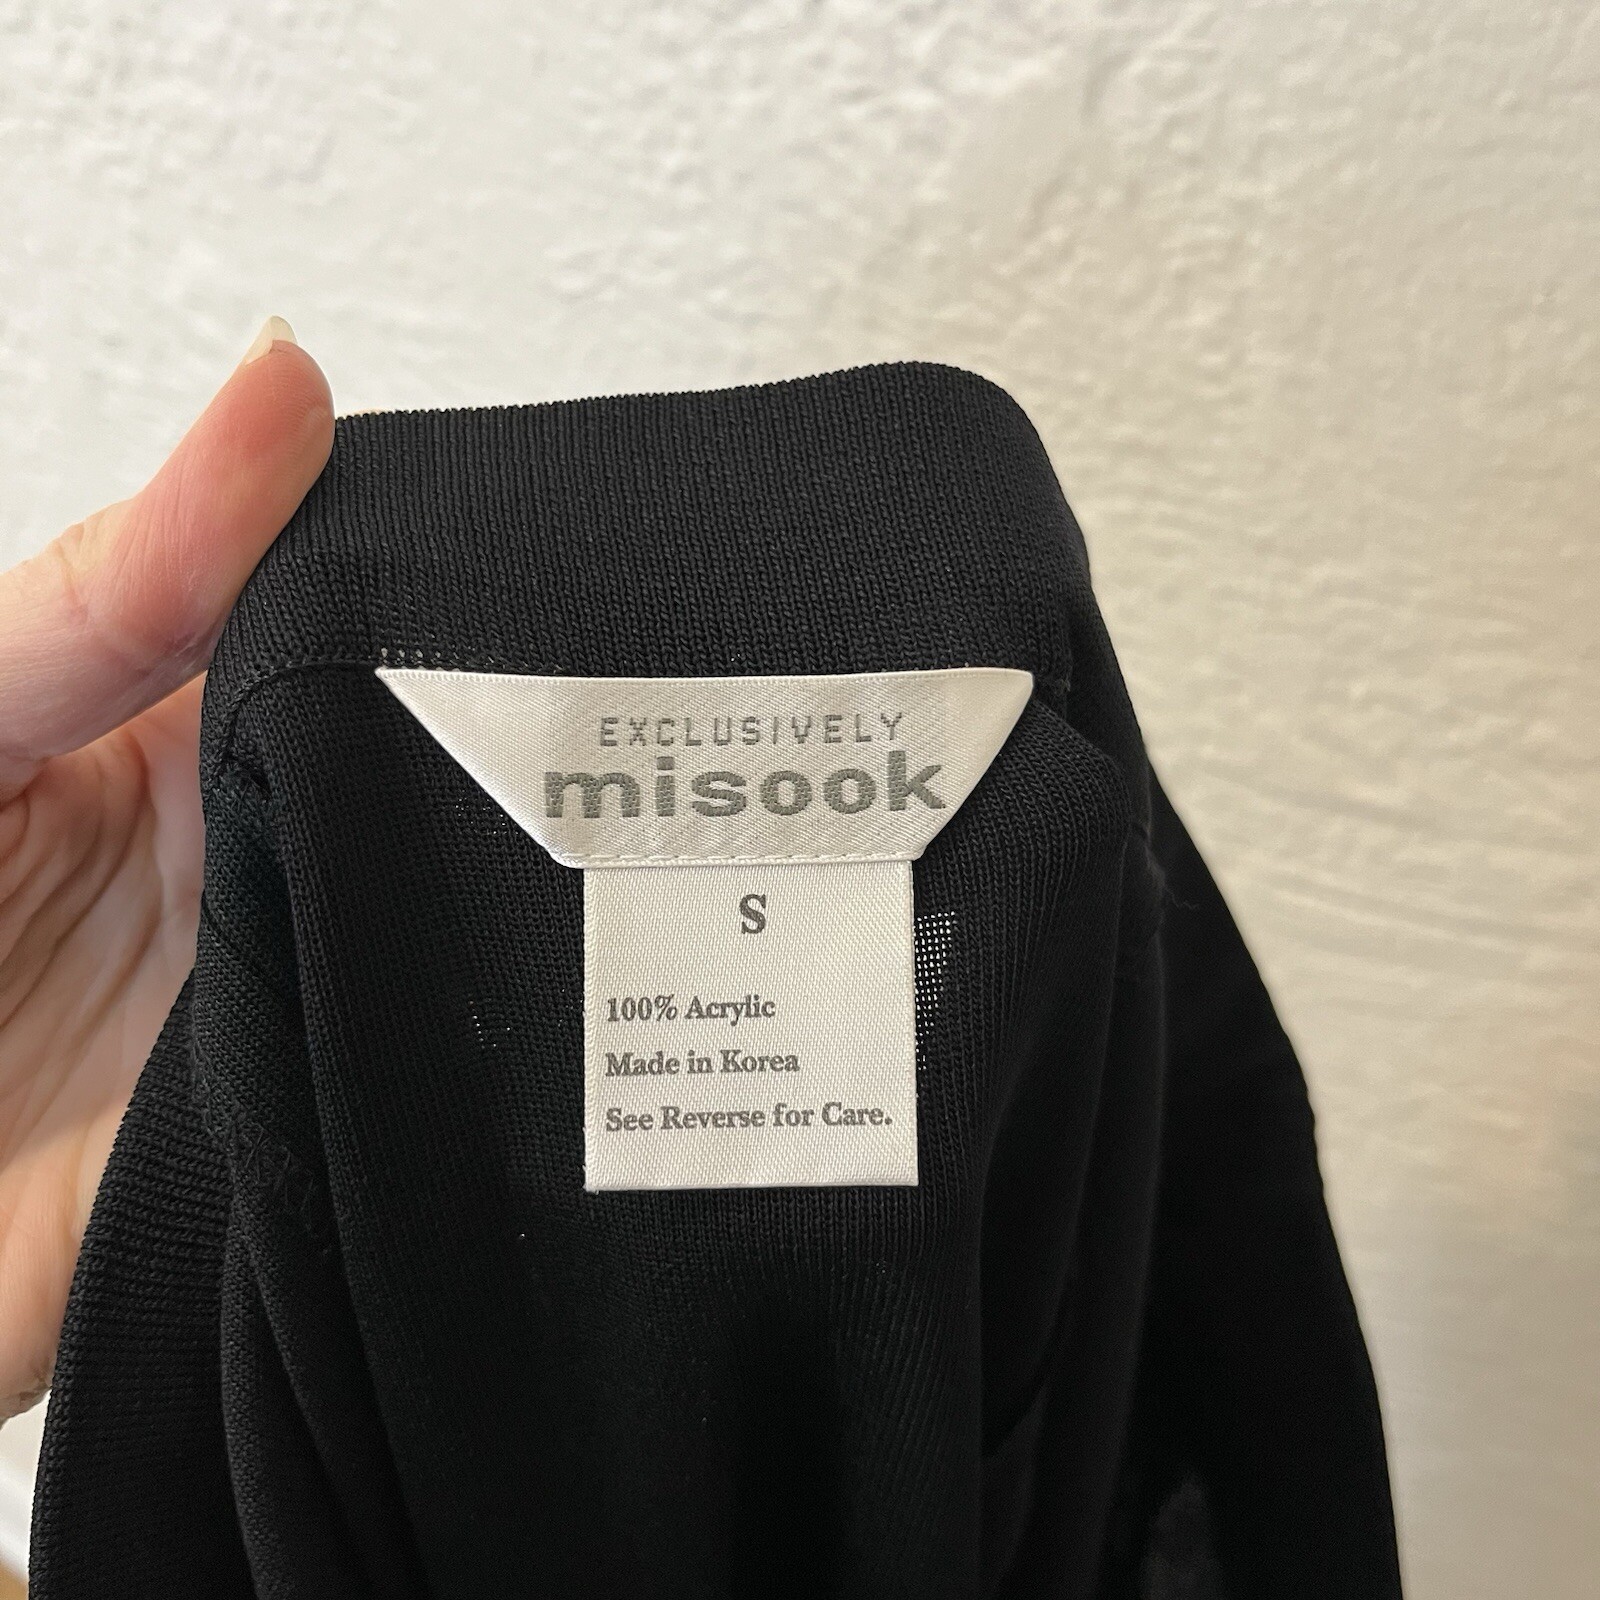 EXCLUSIVELY
misook
S
100% Acrylic
Made in Korea
See Reverse for Care.